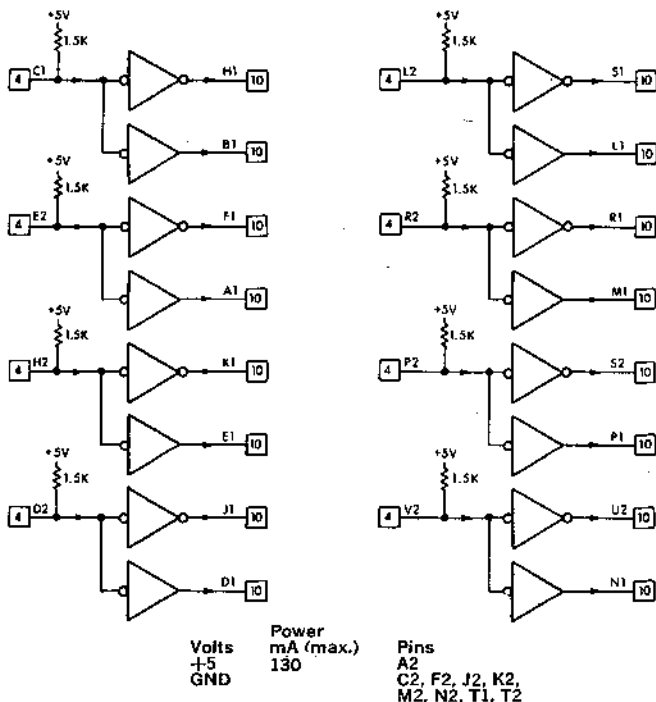 +5V
1.5K
4 C1 H1 10
B1 10
+5V
1.5K
4 E2 F1 10
A1 10
+5V
1.5K
4 H2 K1 10
E1 10
+5V
1.5K
4 D2 J1 10
D1 10
+5V
1.5K
4 L2 S1 10
L1 10
+5V
1.5K
4 R2 R1 10
M1 10
+5V
1.5K
4 P2 S2 10
P1 10
+5V
1.5K
4 V2 U2 10
N1 10
Power
Volts mA (max.) Pins
+5 130 A2
GND C2, F2, J2, K2,
M2, N2, T1, T2